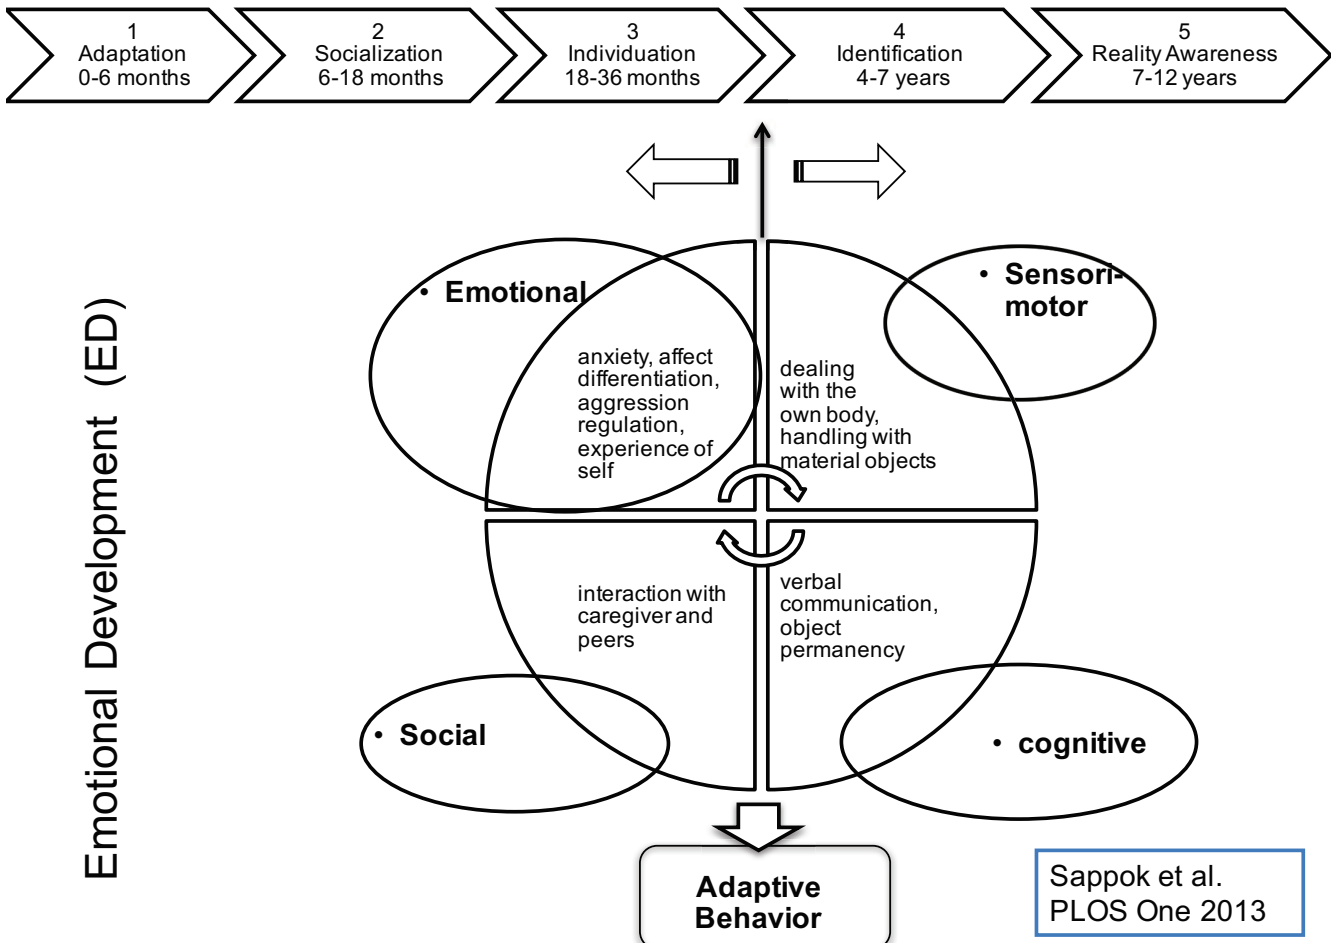 1
Adaptation
0-6 months
2
Socialization
6-18 months
3
Individuation
18-36 months
4
Identification
4-7 years
5
Reality Awareness
7-12 years
Emotional Development (ED)
• Emotional
anxiety, affect
differentiation,
aggression
regulation,
experience of
self
• Sensori-
motor
dealing
with the
own body,
handling with
material objects
interaction with
caregiver and
peers
verbal
communication,
object
permanency
• Social
• cognitive
Adaptive
Behavior
Sappok et al.
PLOS One 2013